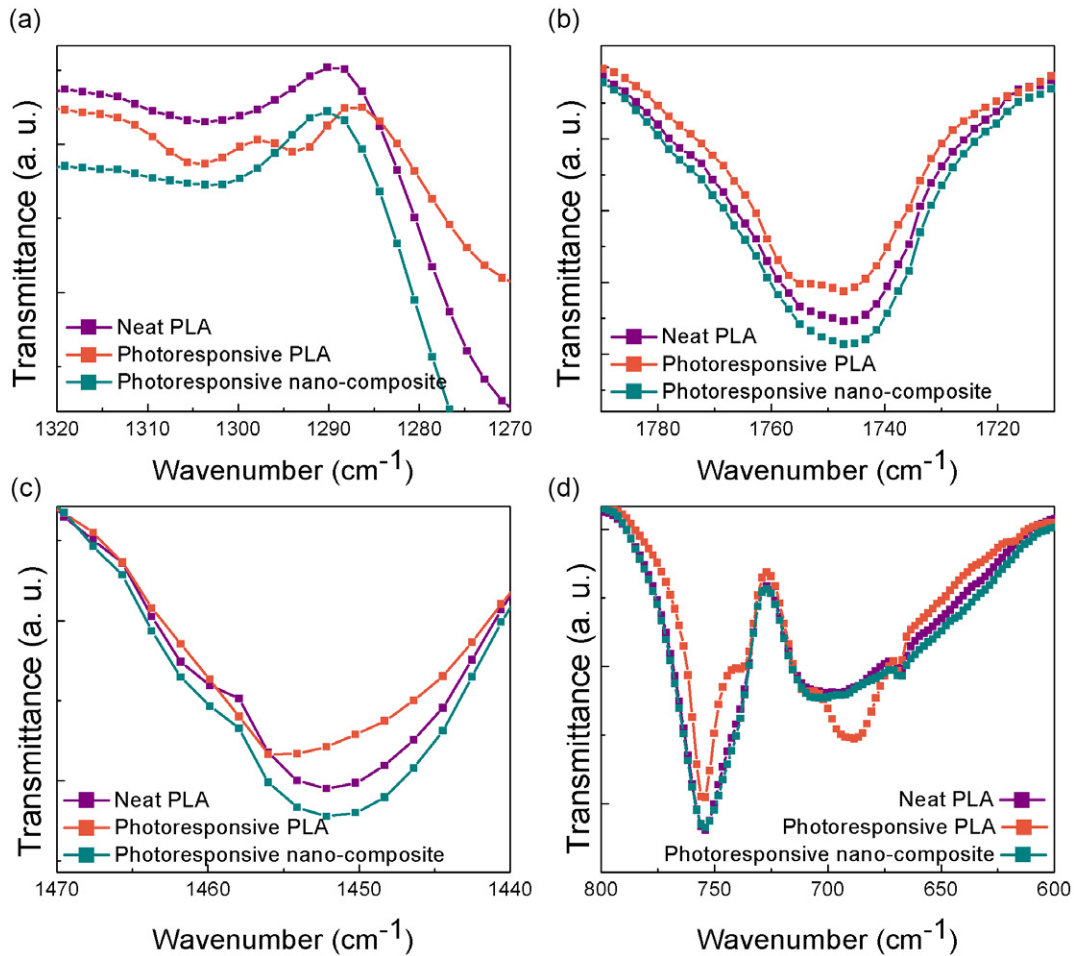 (a)
Transmittance (a. u.)
Neat PLA
Photoresponsive PLA
Photoresponsive nano-composite
1320 1310 1300 1290 1280 1270
Wavenumber (cm⁻¹)
(b)
Transmittance (a. u.)
Neat PLA
Photoresponsive PLA
Photoresponsive nano-composite
1780 1760 1740 1720
Wavenumber (cm⁻¹)
(c)
Transmittance (a. u.)
Neat PLA
Photoresponsive PLA
Photoresponsive nano-composite
1470 1460 1450 1440
Wavenumber (cm⁻¹)
(d)
Transmittance (a. u.)
Neat PLA
Photoresponsive PLA
Photoresponsive nano-composite
800 750 700 650 600
Wavenumber (cm⁻¹)